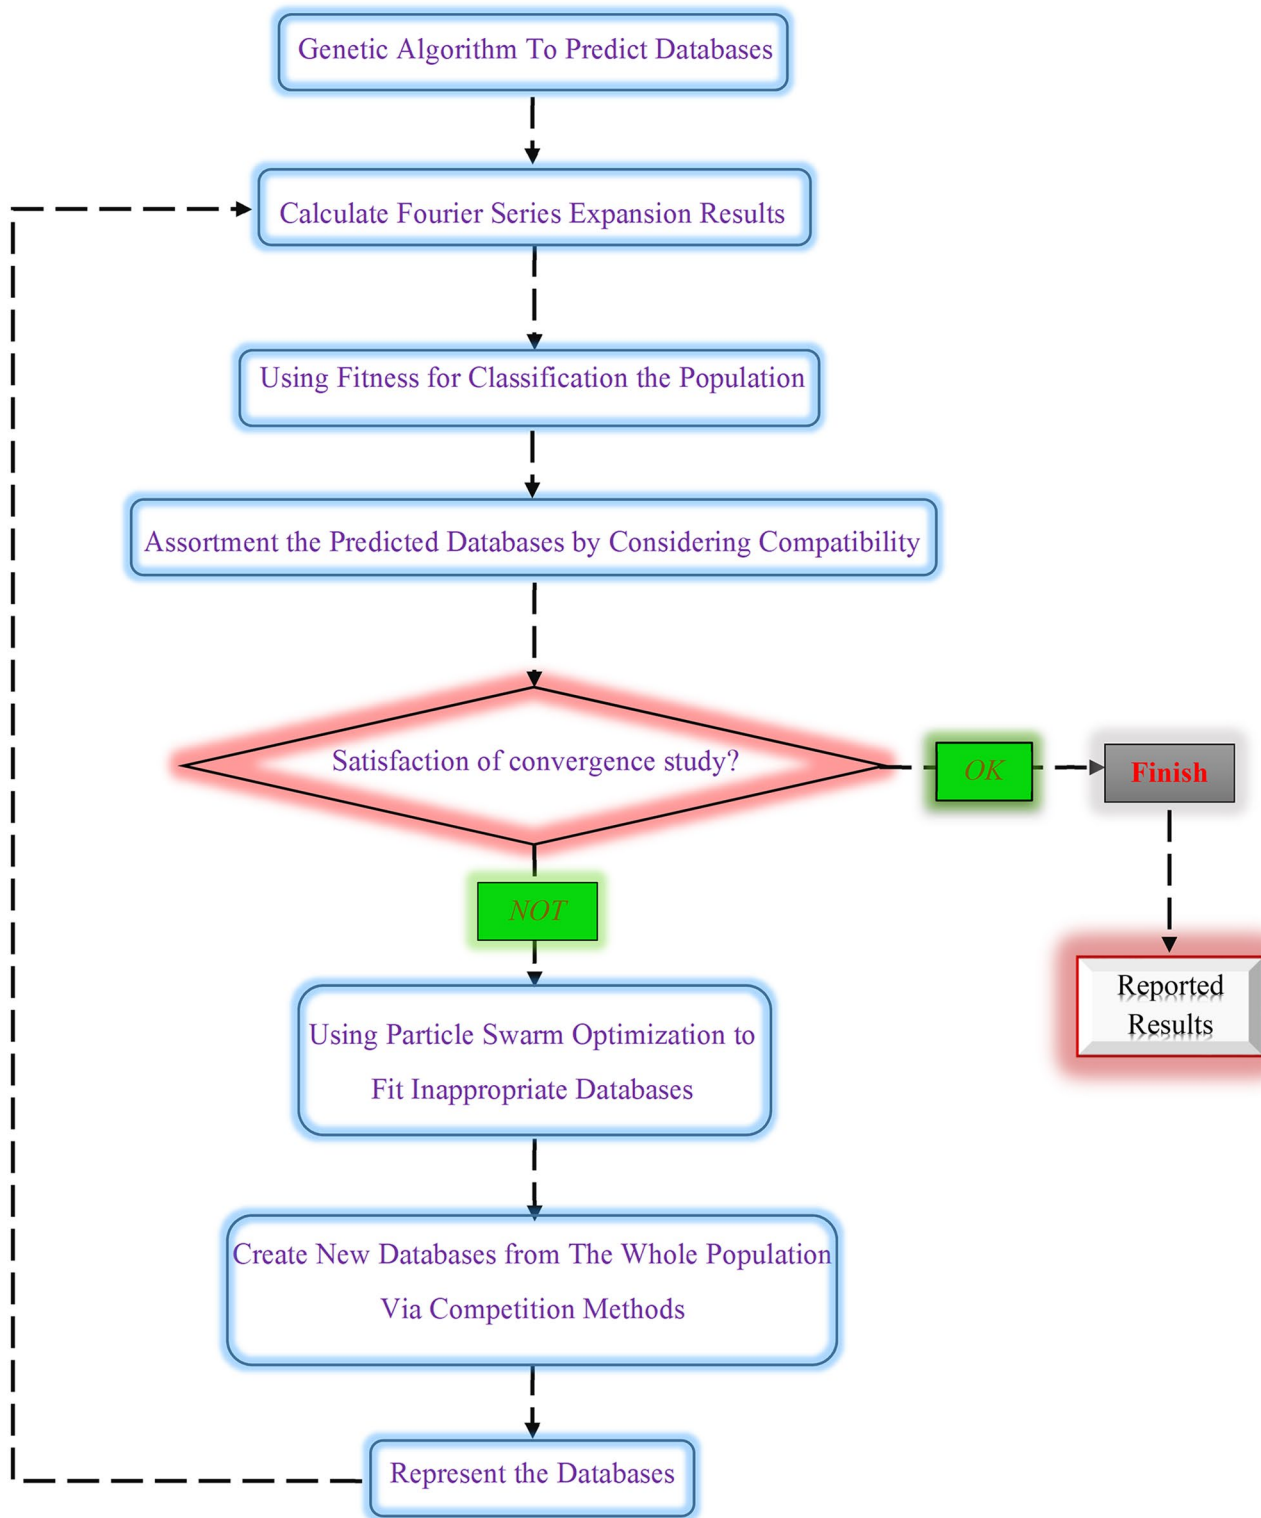 Genetic Algorithm To Predict Databases
Calculate Fourier Series Expansion Results
Using Fitness for Classification the Population
Assortment the Predicted Databases by Considering Compatibility
Satisfaction of convergence study?
OK
Finish
NOT
Reported
Results
Using Particle Swarm Optimization to
Fit Inappropriate Databases
Create New Databases from The Whole Population
Via Competition Methods
Represent the Databases